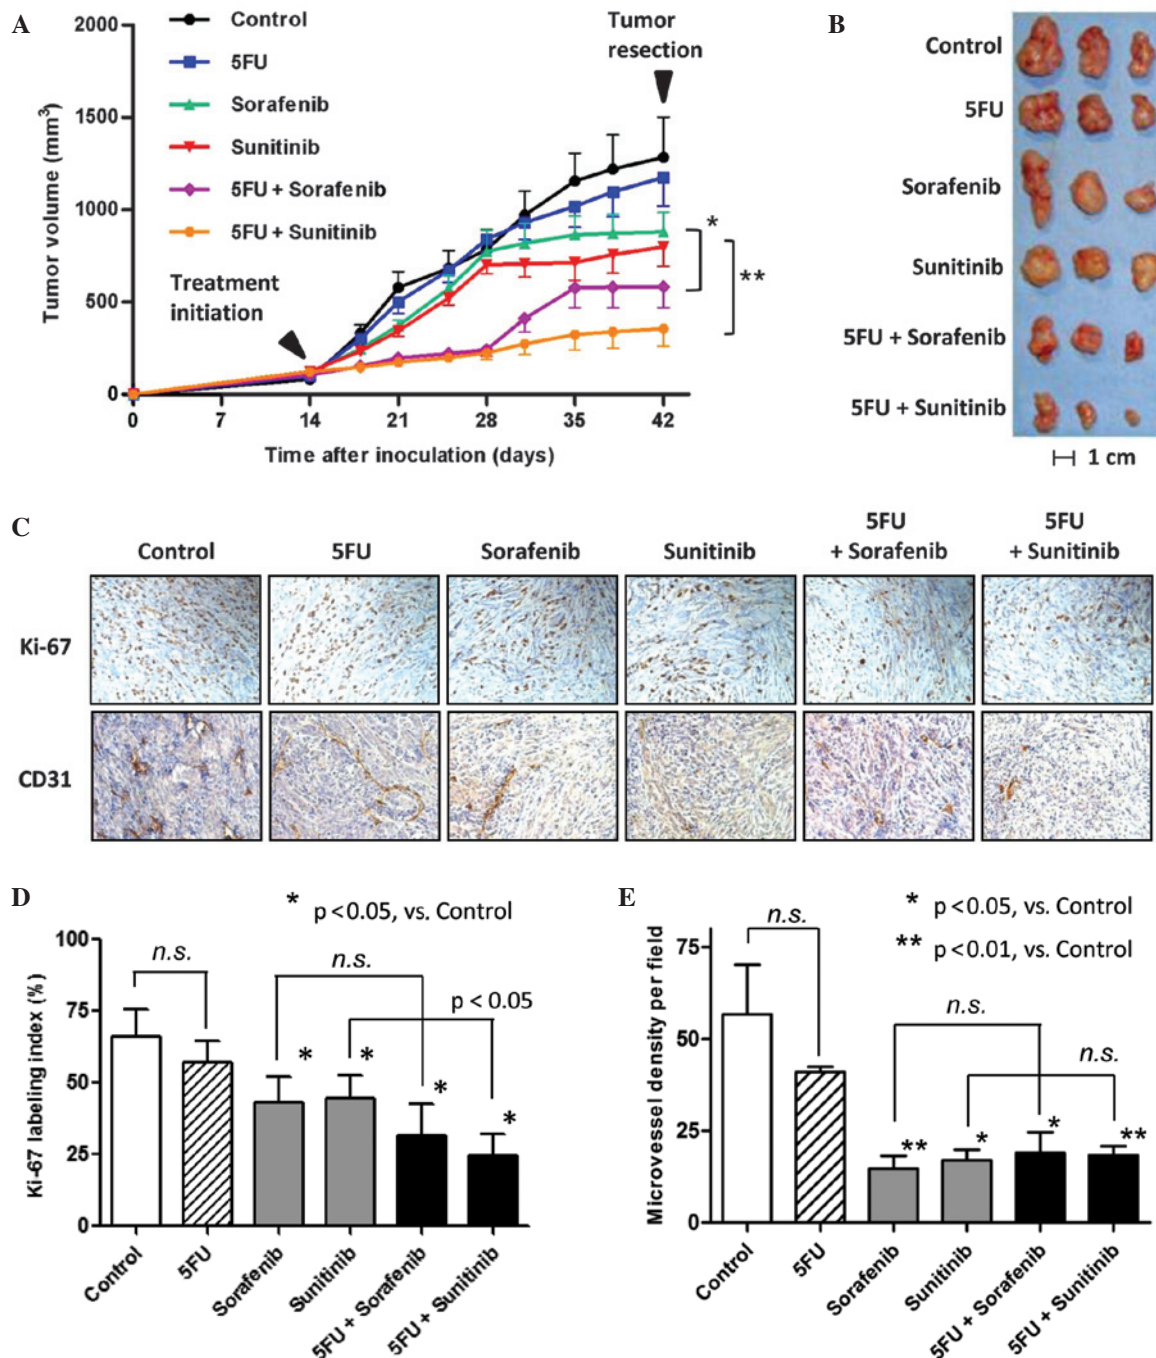 A
2000
1500
1000
500
0
Tumor volume (mm³)
Control
5FU
Sorafenib
Sunitinib
5FU + Sorafenib
5FU + Sunitinib
Treatment
initiation
Tumor
resection
*
**
0 7 14 21 28 35 42
Time after inoculation (days)
B
Control
5FU
Sorafenib
Sunitinib
5FU + Sorafenib
5FU + Sunitinib
1 cm
C
Control
5FU
Sorafenib
Sunitinib
5FU
+ Sorafenib
5FU
+ Sunitinib
Ki-67
CD31
D
* p < 0.05, vs. Control
100
75
50
25
0
Ki-67 labeling index (%)
n.s.
n.s.
p < 0.05
* * * *
Control
5FU
Sorafenib
Sunitinib
5FU + Sorafenib
5FU + Sunitinib
E
* p < 0.05, vs. Control
** p < 0.01, vs. Control
75
50
25
0
Microvessel density per field
n.s.
n.s.
n.s.
** * * **
Control
5FU
Sorafenib
Sunitinib
5FU + Sorafenib
5FU + Sunitinib